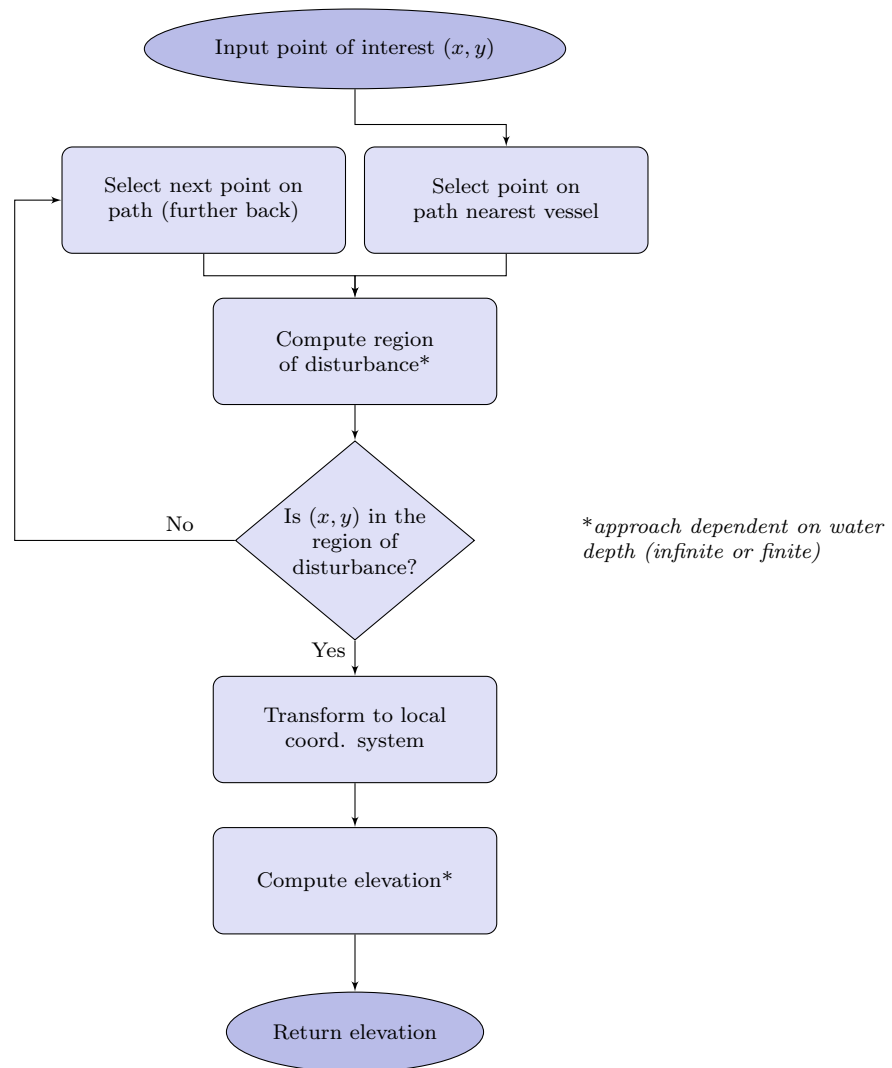 Input point of interest (x, y)
Select next point on
path (further back)
Select point on
path nearest vessel
Compute region
of disturbance*
Is (x, y) in the
region of
disturbance?
No
*approach dependent on water
depth (infinite or finite)
Yes
Transform to local
coord. system
Compute elevation*
Return elevation